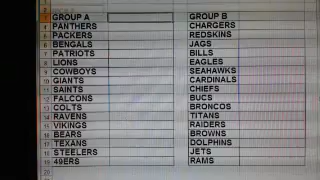 GROUP A GROUP B
PANTHERS CHARGERS
PACKERS REDSKINS
BENGALS JAGS
PATRIOTS BILLS
LIONS EAGLES
COWBOYS SEAHAWKS
GIANTS CARDINALS
SAINTS CHIEFS
FALCONS BUCS
COLTS BRONCOS
RAVENS TITANS
VIKINGS RAIDERS
BEARS BROWNS
TEXANS DOLPHINS
STEELERS JETS
49ERS RAMS